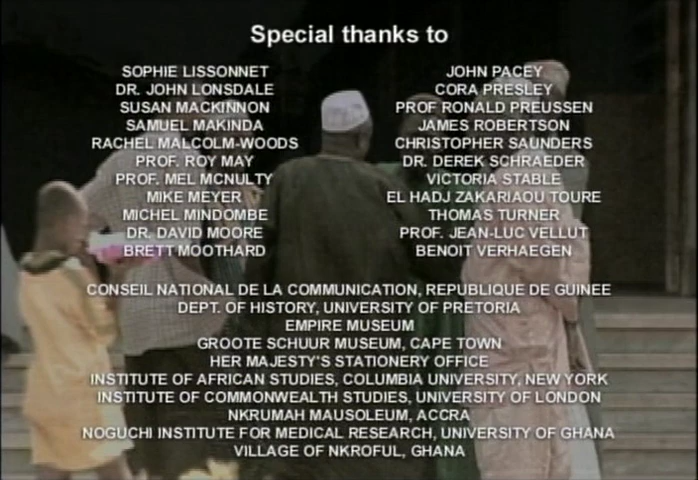 Special thanks to
SOPHIE LISSONNET
DR. JOHN LONSDALE
SUSAN MACKINNON
SAMUEL MAKINDA
RACHEL MALCOLM-WOODS
PROF. ROY MAY
PROF. MEL MCNULTY
MIKE MEYER
MICHEL MINDOMBE
DR. DAVID MOORE
BRETT MOOTHARD
JOHN PACEY
CORA PRESLEY
PROF RONALD PREUSSEN
JAMES ROBERTSON
CHRISTOPHER SAUNDERS
DR. DEREK SCHRAEDER
VICTORIA STABLE
EL HADJ ZAKARIAOU TOURE
THOMAS TURNER
PROF. JEAN-LUC VELLUT
BENOIT VERHAEGEN
CONSEIL NATIONAL DE LA COMMUNICATION, REPUBLIQUE DE GUINEE
DEPT. OF HISTORY, UNIVERSITY OF PRETORIA
EMPIRE MUSEUM
GROOTE SCHUUR MUSEUM, CAPE TOWN
HER MAJESTY'S STATIONERY OFFICE
INSTITUTE OF AFRICAN STUDIES, COLUMBIA UNIVERSITY, NEW YORK
INSTITUTE OF COMMONWEALTH STUDIES, UNIVERSITY OF LONDON
NKRUMAH MAUSOLEUM, ACCRA
NOGUCHI INSTITUTE FOR MEDICAL RESEARCH, UNIVERSITY OF GHANA
VILLAGE OF NKROFUL, GHANA